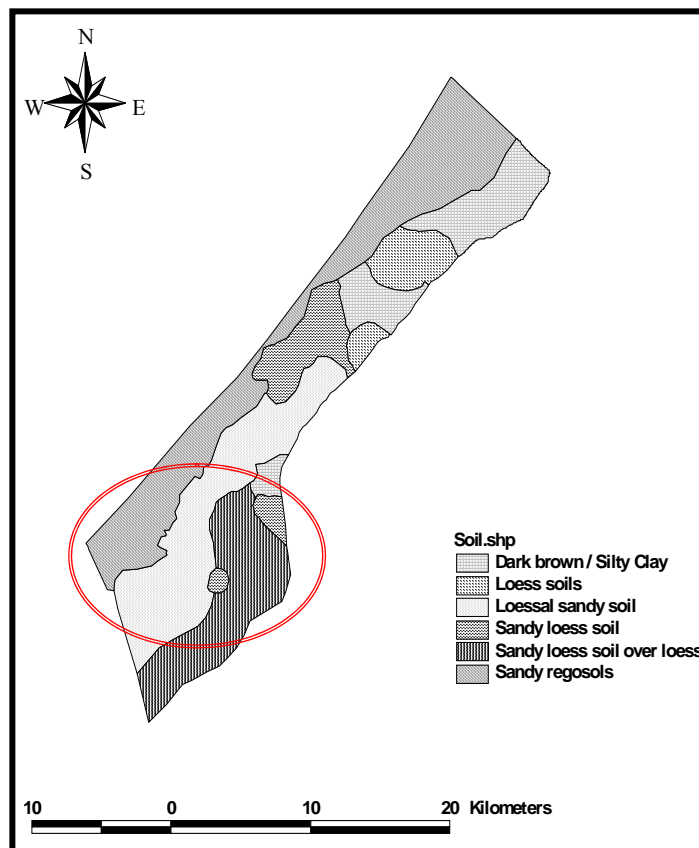 N
W E
S
Soil.shp
Dark brown / Silty Clay
Loess soils
Loessal sandy soil
Sandy loess soil
Sandy loess soil over loess
Sandy regosols
10 0 10 20 Kilometers